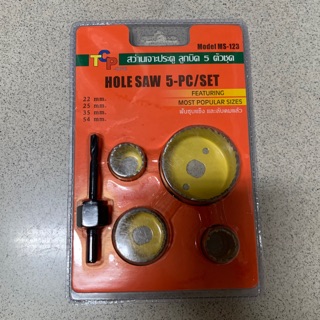 Model MS-123
TCP
สว่านเจาะประตู ลูกบิด 5 ตัวชุด
HOLE SAW 5-PC/SET
FEATURING
MOST POPULAR SIZES
22 mm.
25 mm.
35 mm.
54 mm.